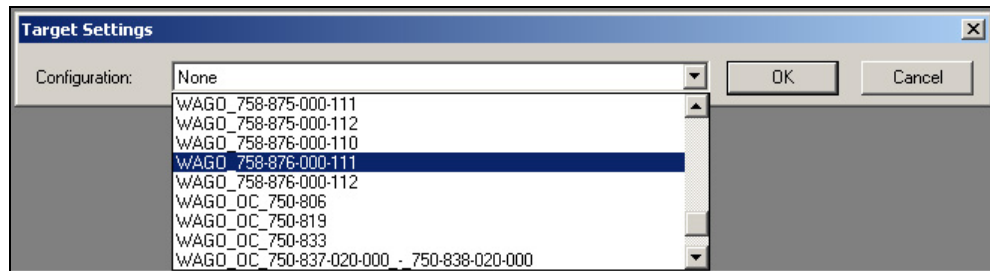 Target Settings
Configuration: None OK Cancel
WAGO_758-875-000-111
WAGO_758-875-000-112
WAGO_758-876-000-110
WAGO_758-876-000-111
WAGO_758-876-000-112
WAGO_OC_750-806
WAGO_OC_750-819
WAGO_OC_750-833
WAGO_OC_750-837-020-000_-_750-838-020-000